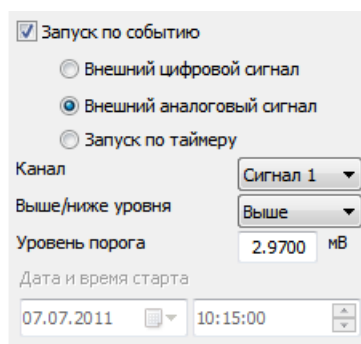 Запуск по событию
Внешний цифровой сигнал
Внешний аналоговый сигнал
Запуск по таймеру
Канал Сигнал 1
Выше/ниже уровня Выше
Уровень порога 2.9700 мВ
Дата и время старта
07.07.2011 10:15:00